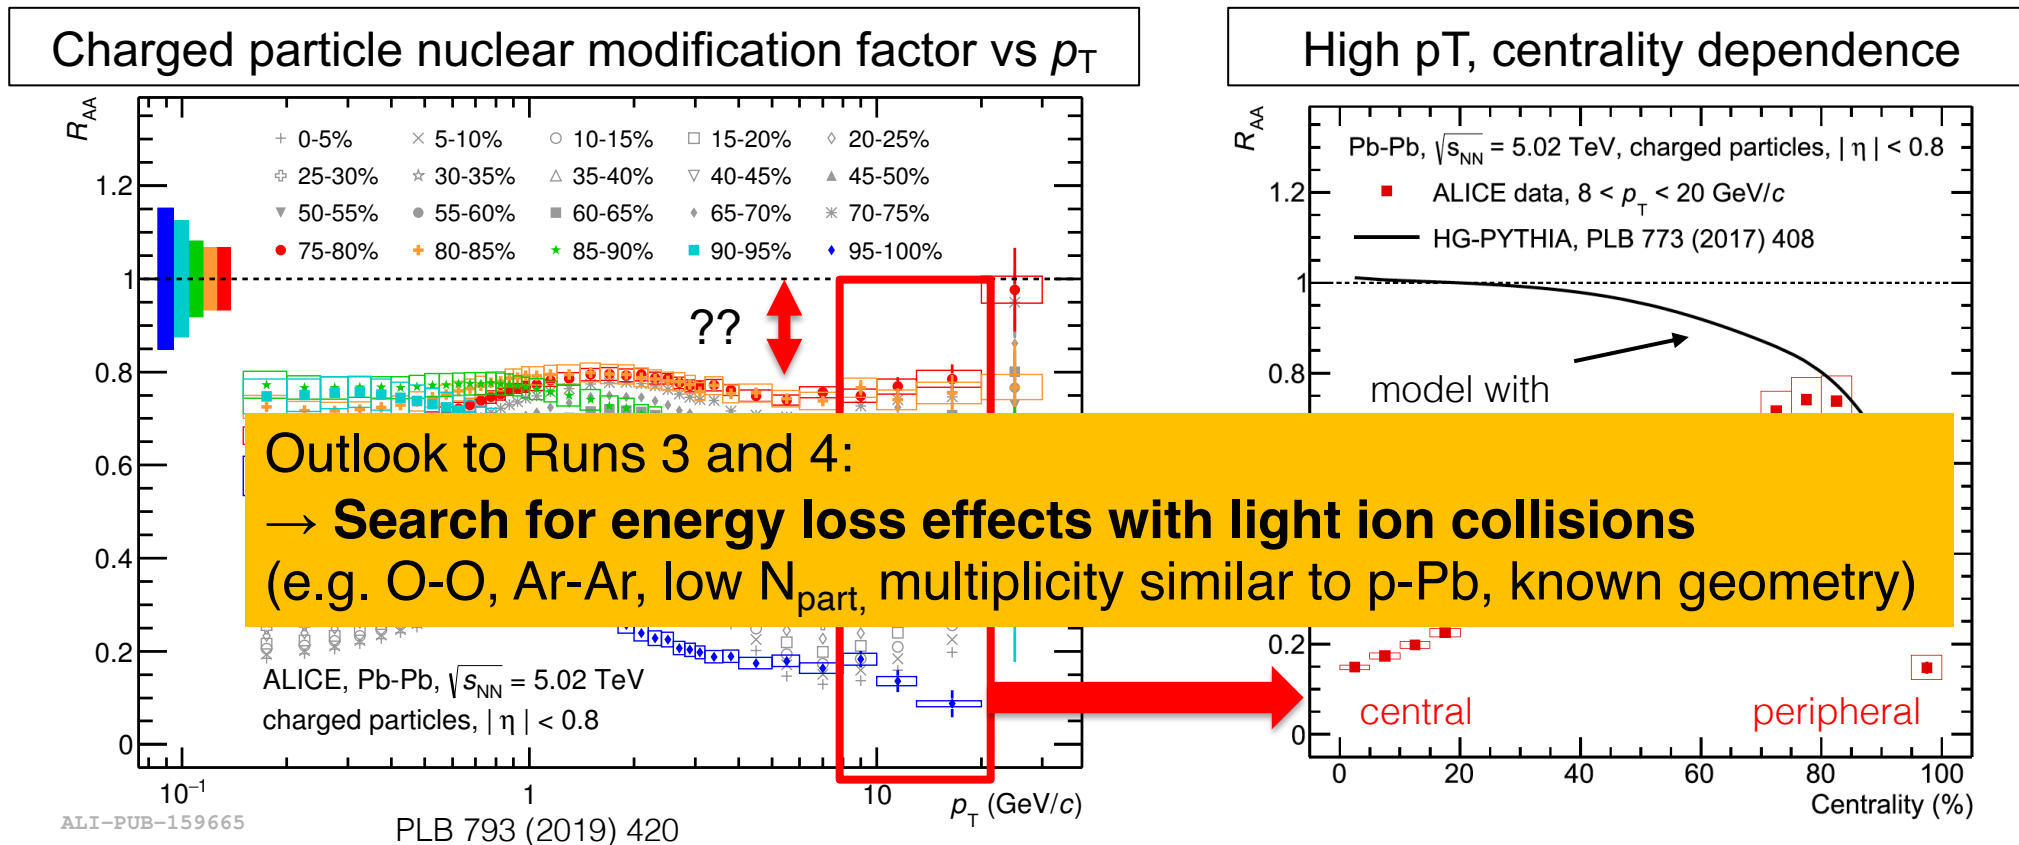 Charged particle nuclear modification factor vs pT
High pT, centrality dependence
RAA
0-5% 5-10% 10-15% 15-20% 20-25%
25-30% 30-35% 35-40% 40-45% 45-50%
50-55% 55-60% 60-65% 65-70% 70-75%
75-80% 80-85% 85-90% 90-95% 95-100%
1.2
1
0.8
0.6
0.4
0.2
0
??
ALICE, Pb-Pb, √sNN = 5.02 TeV
charged particles, | η | < 0.8
10⁻¹ 1 10
pT (GeV/c)
ALI-PUB-159665
PLB 793 (2019) 420
RAA
Pb-Pb, √sNN = 5.02 TeV, charged particles, | η | < 0.8
ALICE data, 8 < pT < 20 GeV/c
HG-PYTHIA, PLB 773 (2017) 408
1.2
1
0.8
0.2
0
model with
Outlook to Runs 3 and 4:
→ Search for energy loss effects with light ion collisions
(e.g. O-O, Ar-Ar, low Npart, multiplicity similar to p-Pb, known geometry)
central
peripheral
0 20 40 60 80 100
Centrality (%)